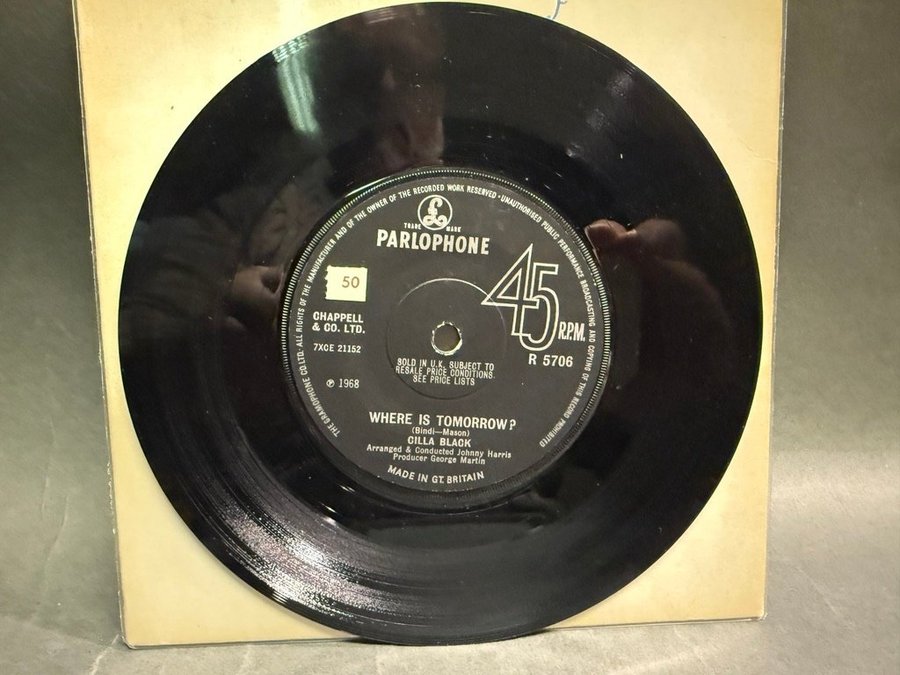 THE GRAMOPHONE CO.LTD. ALL RIGHTS OF THE MANUFACTURER AND OF THE OWNER OF THE RECORDED WORK RESERVED · UNAUTHORISED PUBLIC PERFORMANCE BROADCASTING AND COPYING OF THIS RECORD PROHIBITED
£
TRADE MARK
PARLOPHONE
50
45 R.P.M.
CHAPPELL
& CO. LTD.
7XCE 21152
R 5706
SOLD IN U.K. SUBJECT TO
RESALE PRICE CONDITIONS.
SEE PRICE LISTS
℗ 1968
WHERE IS TOMORROW?
(Bindi—Mason)
CILLA BLACK
Arranged & Conducted Johnny Harris
Producer George Martin
MADE IN GT. BRITAIN